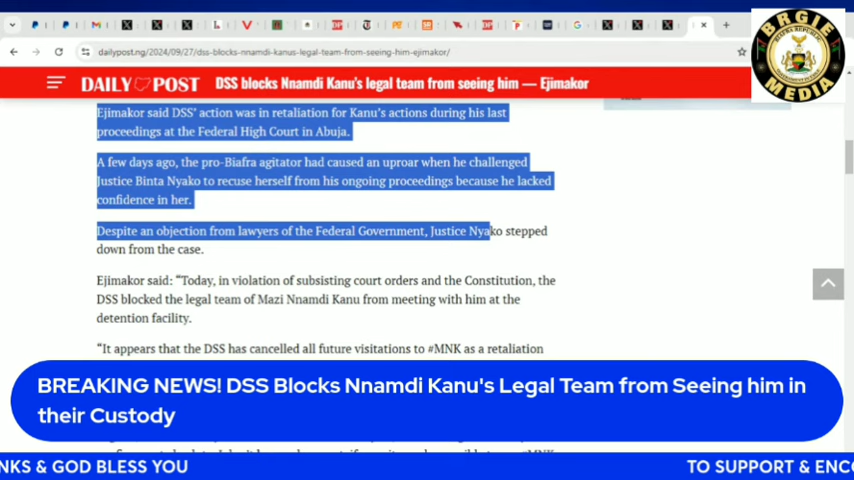 dailypost.ng/2024/09/27/dss-blocks-nnamdi-kanus-legal-team-from-seeing-him-ejimakor/
BRGIE
MEDIA
DAILY POST DSS blocks Nnamdi Kanu's legal team from seeing him — Ejimakor
Ejimakor said DSS' action was in retaliation for Kanu's actions during his last
proceedings at the Federal High Court in Abuja.
A few days ago, the pro-Biafra agitator had caused an uproar when he challenged
Justice Binta Nyako to recuse herself from his ongoing proceedings because he lacked
confidence in her.
Despite an objection from lawyers of the Federal Government, Justice Nyako stepped
down from the case.
Ejimakor said: “Today, in violation of subsisting court orders and the Constitution, the
DSS blocked the legal team of Mazi Nnamdi Kanu from meeting with him at the
detention facility.
“It appears that the DSS has cancelled all future visitations to #MNK as a retaliation
BREAKING NEWS! DSS Blocks Nnamdi Kanu's Legal Team from Seeing him in
their Custody
NKS & GOD BLESS YOU TO SUPPORT & ENCO